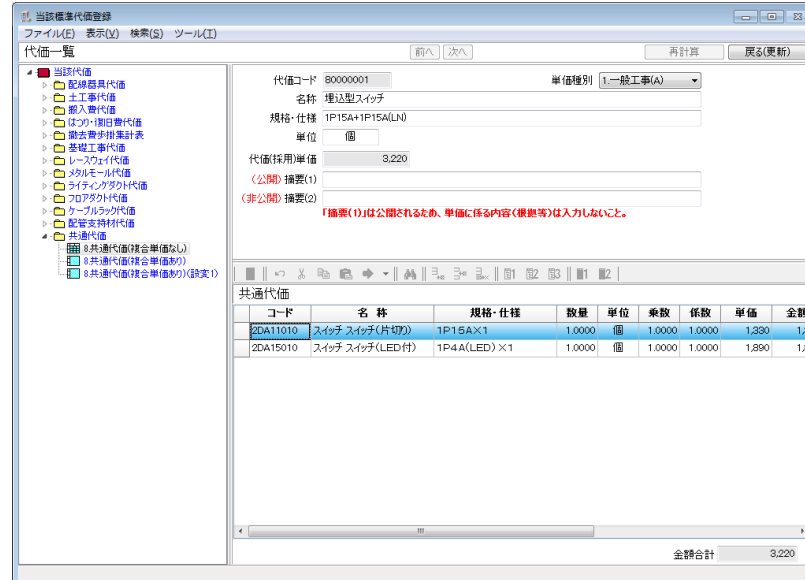 当該標準代価登録
ファイル(F) 表示(V) 検索(S) ツール(T)
代価一覧 前へ 次へ 再計算 戻る(更新)
当該代価
配線器具代価
土工事代価
搬入費代価
はつり・復旧費代価
撤去費歩掛集計表
基礎工事代価
レースウェイ代価
メタルモール代価
ライティングダクト代価
フロアダクト代価
ケーブルラック代価
配管支持材代価
共通代価
8.共通代価(複合単価なし)
8.共通代価(複合単価あり)
8.共通代価(複合単価あり)(設変1)
代価コード 80000001 単価種別 1.一般工事(A)
名称 埋込型スイッチ
規格・仕様 1P15A+1P15A(LN)
単位 個
代価(採用)単価 3,220
(公開)摘要(1)
(非公開)摘要(2)
「摘要(1)」は公開されるため、単価に係る内容(根拠等)は入力しないこと。
共通代価
コード 名 称 規格・仕様 数量 単位 乗数 係数 単価 金額
2DA11010 スイッチ スイッチ(片切り) 1P15A×1 1.0000 個 1.0000 1.0000 1,330 1,
2DA15010 スイッチ スイッチ(LED付) 1P4A(LED)×1 1.0000 個 1.0000 1.0000 1,890 1,
金額合計 3,220